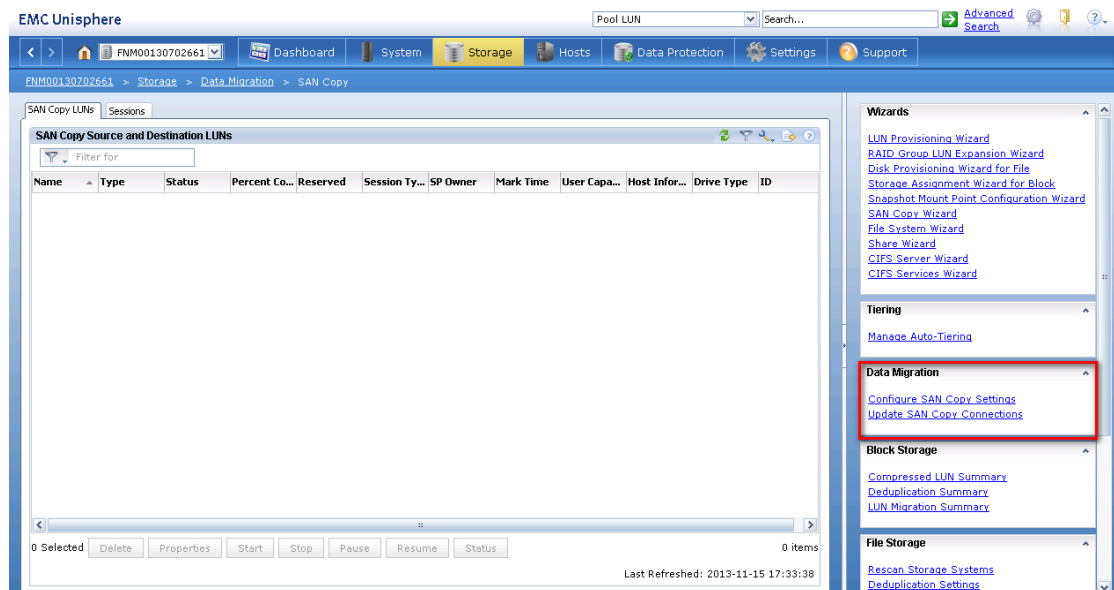 EMC Unisphere Pool LUN Search... Advanced Search
FNM00130702661 Dashboard System Storage Hosts Data Protection Settings Support
FNM00130702661 > Storage > Data Migration > SAN Copy
SAN Copy LUNs Sessions
SAN Copy Source and Destination LUNs
Filter for
Name Type Status Percent Co... Reserved Session Ty... SP Owner Mark Time User Capa... Host Infor... Drive Type ID
0 Selected Delete Properties Start Stop Pause Resume Status 0 items
Last Refreshed: 2013-11-15 17:33:38
Wizards
LUN Provisioning Wizard
RAID Group LUN Expansion Wizard
Disk Provisioning Wizard for File
Storage Assignment Wizard for Block
Snapshot Mount Point Configuration Wizard
SAN Copy Wizard
File System Wizard
Share Wizard
CIFS Server Wizard
CIFS Services Wizard
Tiering
Manage Auto-Tiering
Data Migration
Configure SAN Copy Settings
Update SAN Copy Connections
Block Storage
Compressed LUN Summary
Deduplication Summary
LUN Migration Summary
File Storage
Rescan Storage Systems
Deduplication Settings